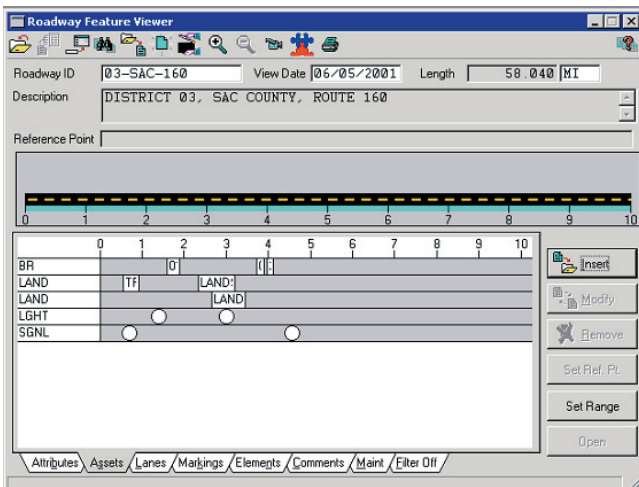 Roadway Feature Viewer
Roadway ID 03-SAC-160 View Date 06/05/2001 Length 58.040 MI
Description DISTRICT 03, SAC COUNTY, ROUTE 160
Reference Point
0 1 2 3 4 5 6 7 8 9 10
0 1 2 3 4 5 6 7 8 9 10
BR
LAND LAND:
LAND LAND
LGHT
SGNL
Insert
Modify
Remove
Set Ref. Pt.
Set Range
Open
Attributes Assets Lanes Markings Elements Comments Maint Filter Off